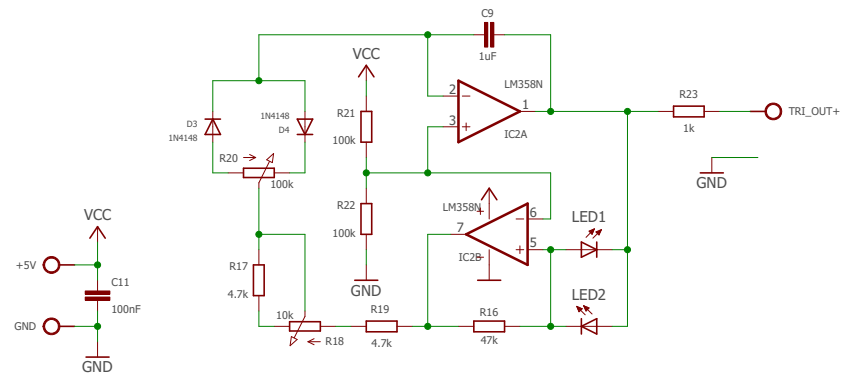 C9
1uF
VCC
LM358N
2
3
1
IC2A
R23
1k
TRI_OUT+
GND
D3
1N4148
1N4148
D4
R21
100k
R20
100k
R22
100k
GND
LM358N
7
6
5
IC2B
LED1
LED2
VCC
+5V
C11
100nF
GND
GND
R17
4.7k
10k
R18
R19
4.7k
R16
47k